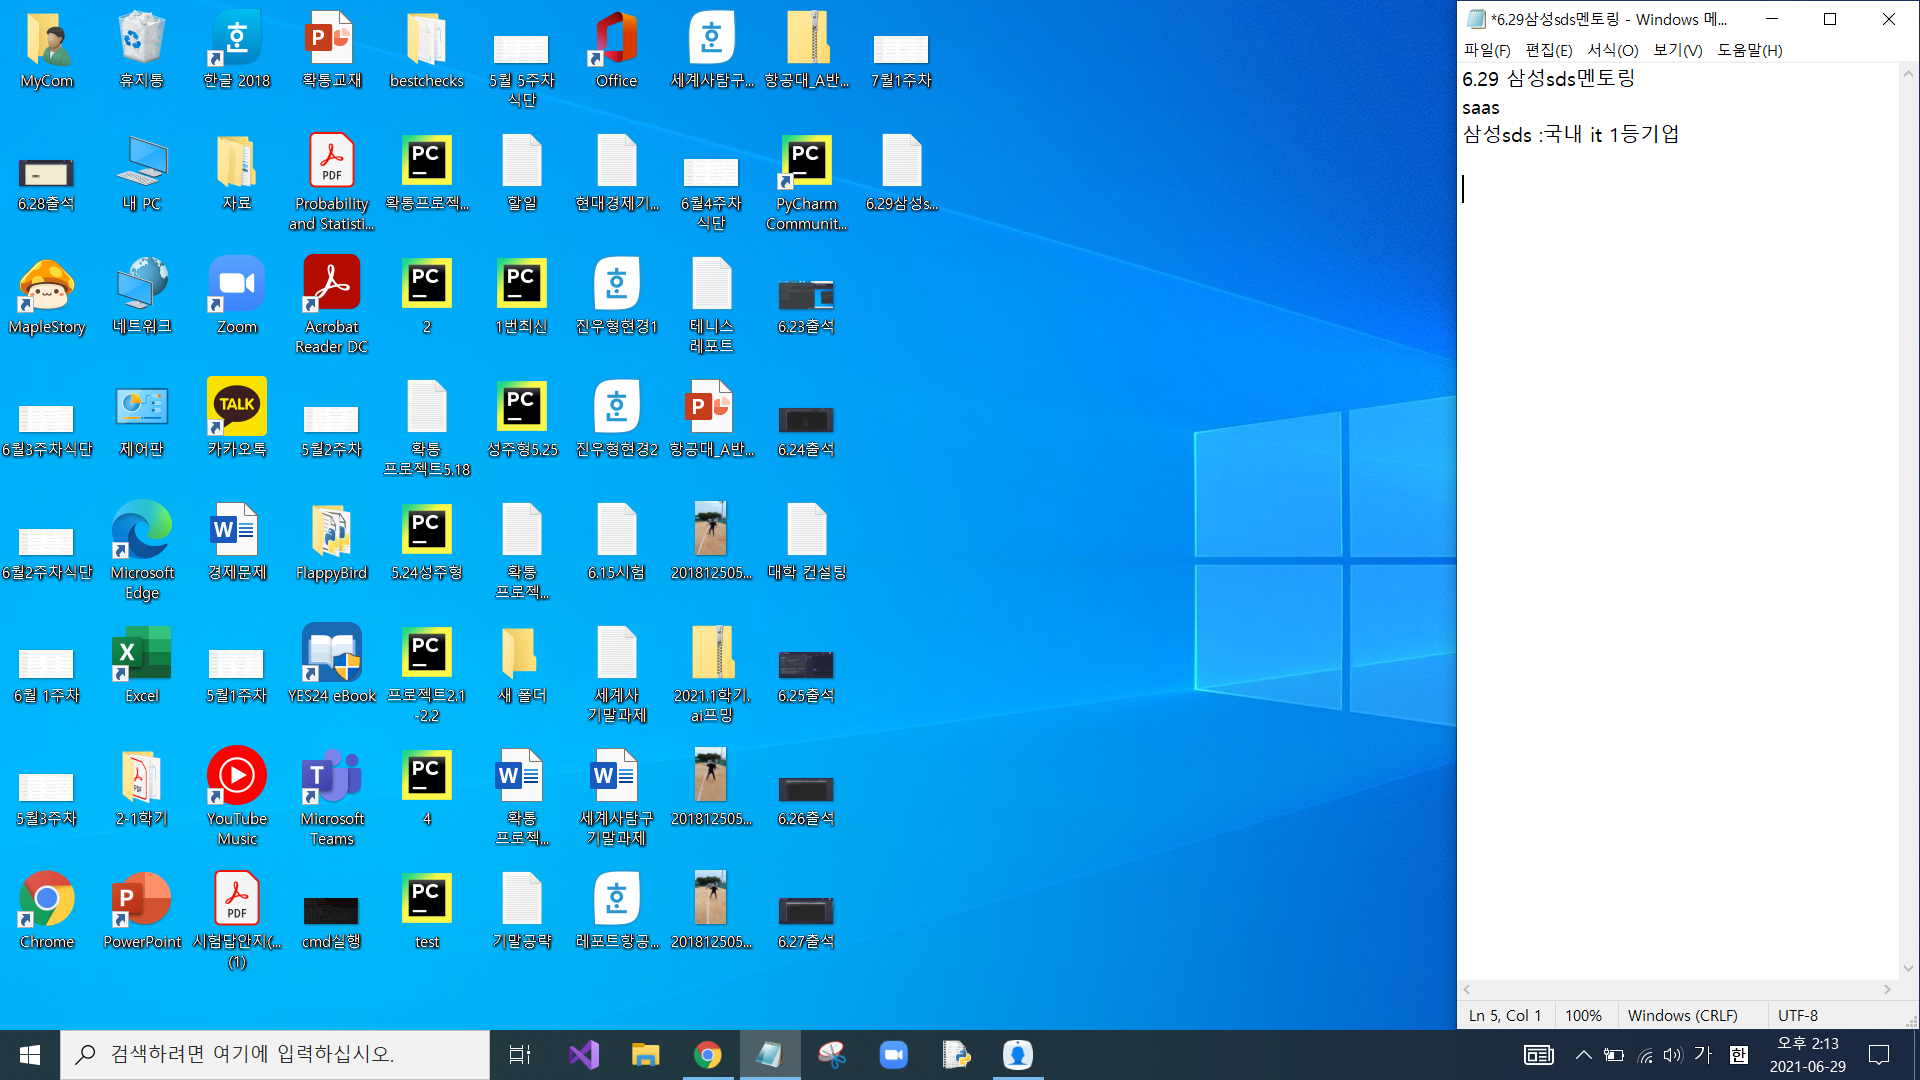 MyCom
휴지통
한글 2018
확통교재
bestchecks
5월 5주차
식단
Office
세계사탐구...
항공대_A반...
7월1주차
6.28출석
내 PC
자료
Probability
and Statisti...
확통프로젝...
할일
현대경제기...
6월4주차
식단
PyCharm
Communit...
6.29삼성s...
MapleStory
네트워크
Zoom
Acrobat
Reader DC
2
1번최신
진우형현경1
테니스
레포트
6.23출석
6월3주차식단
제어판
카카오톡
5월2주차
확통
프로젝트5.18
성주형5.25
진우형현경2
항공대_A반...
6.24출석
6월2주차식단
Microsoft
Edge
경제문제
FlappyBird
5.24성주형
확통
프로젝...
6.15시험
201812505...
대학 컨설팅
6월 1주차
Excel
5월1주차
YES24 eBook
프로젝트2.1
-2.2
새 폴더
세계사
기말과제
2021.1학기.
ai프밍
6.25출석
5월3주차
2-1학기
YouTube
Music
Microsoft
Teams
4
확통
프로젝...
세계사탐구
기말과제
201812505...
6.26출석
Chrome
PowerPoint
시험답안지(...
(1)
cmd실행
test
기말공략
레포트항공...
201812505...
6.27출석
*6.29삼성sds멘토링 - Windows 메...
파일(F) 편집(E) 서식(O) 보기(V) 도움말(H)
6.29 삼성sds멘토링
saas
삼성sds :국내 it 1등기업
Ln 5, Col 1 100% Windows (CRLF) UTF-8
검색하려면 여기에 입력하십시오.
가 한
오후 2:13
2021-06-29